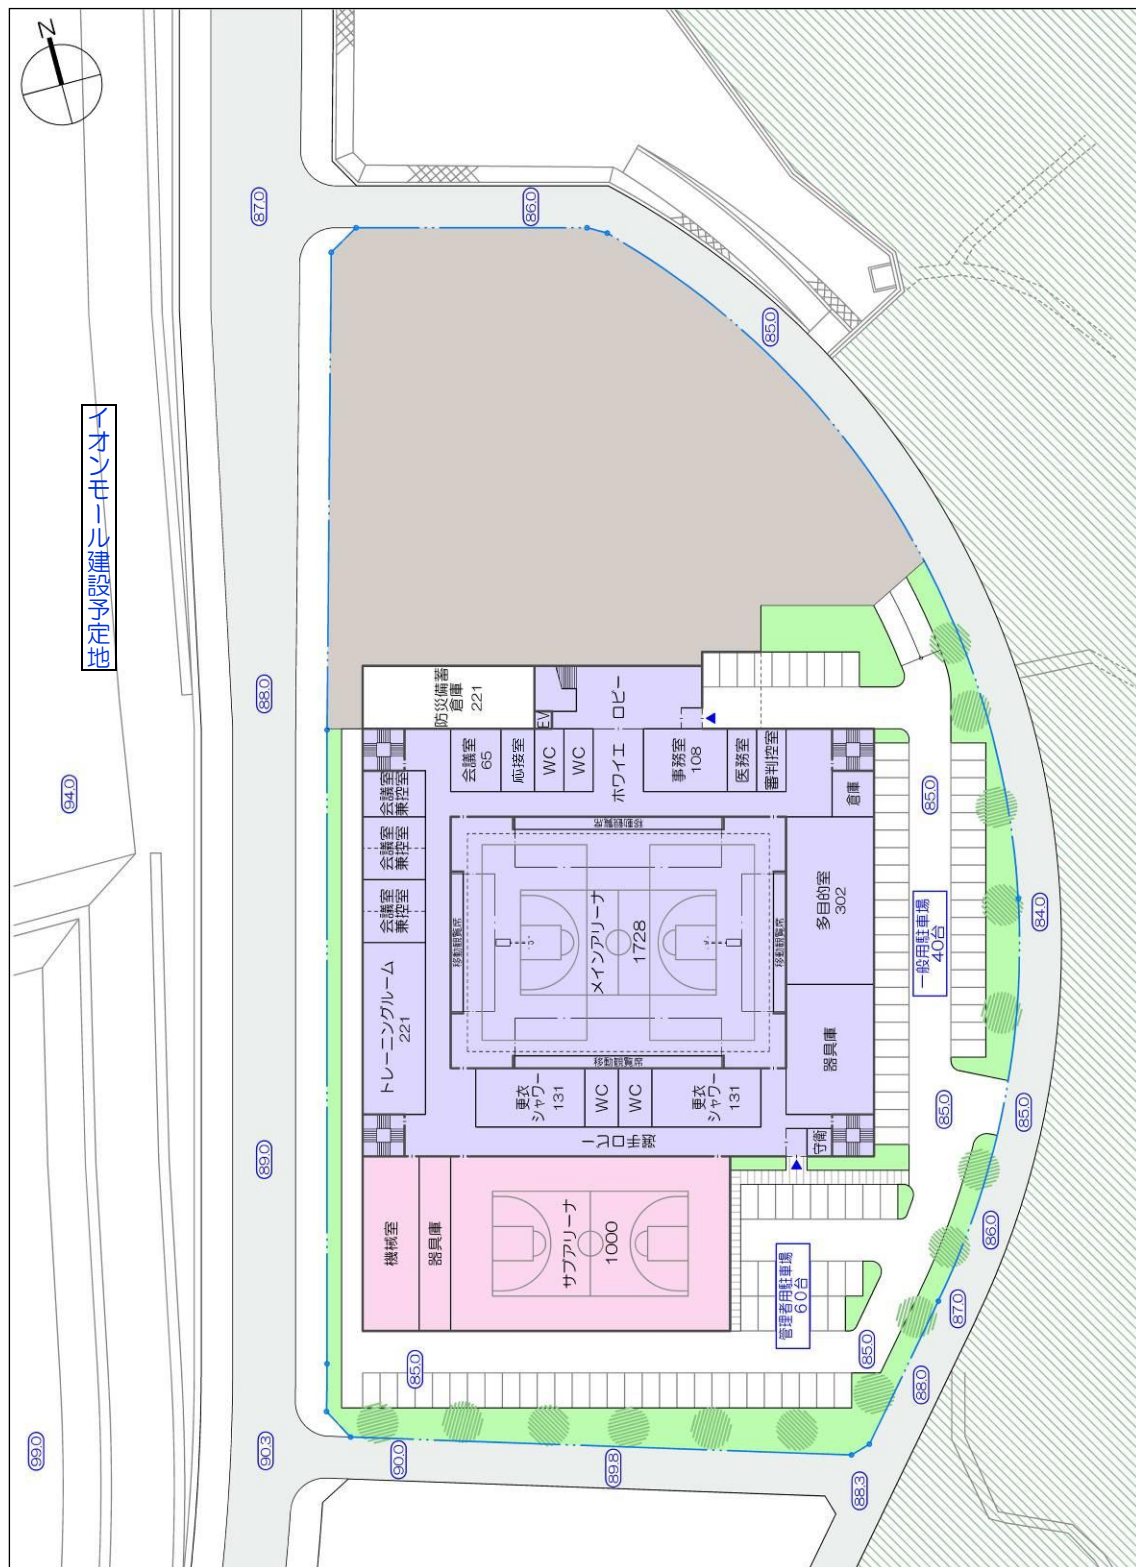 N
87.0
86.0
85.0
イオンモール建設予定地
88.0
94.0
防災備蓄
倉庫
221
EV
ロビー
ホワイエ
会議室
65
応接室
WC
WC
事務室
108
医務室
審判控室
倉庫
会議室
兼控室
会議室
兼控室
会議室
兼控室
トレーニングルーム
221
移動観覧席
移動観覧席
移動観覧席
移動観覧席
メインアリーナ
1728
多目的室
302
器具庫
85.0
一般用駐車場
40台
84.0
更衣
シャワー
131
WC
WC
更衣
シャワー
131
選手ロビー
守衛
85.0
85.0
89.0
機械室
器具庫
サブアリーナ
1000
管理者用駐車場
60台
86.0
87.0
85.0
85.0
88.0
99.0
90.3
90.0
89.8
88.3